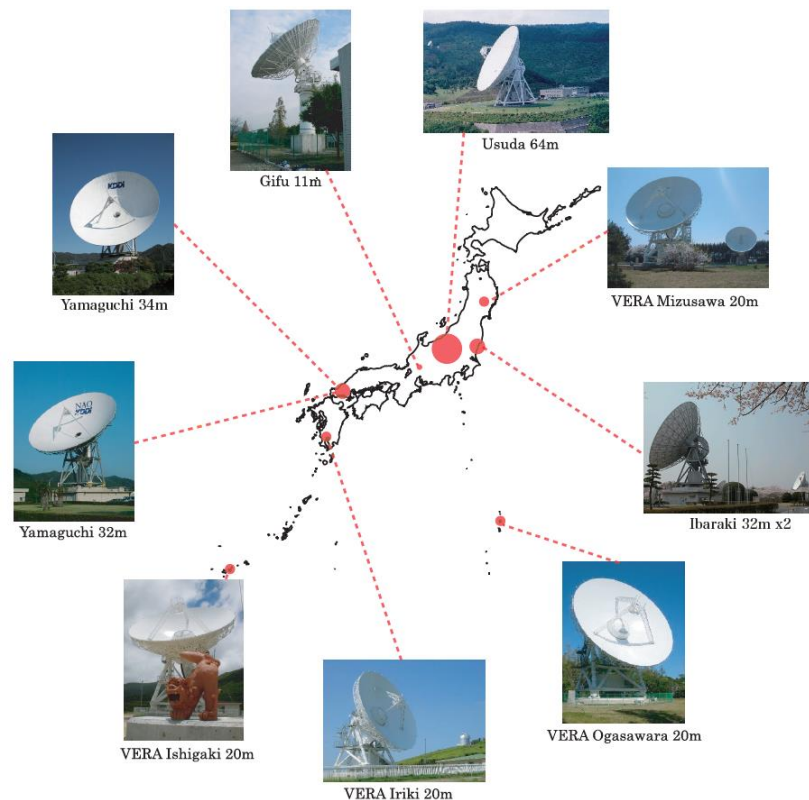 Usuda 64m
Gifu 11m
VERA Mizusawa 20m
KDDI
Yamaguchi 34m
NAO
KDDI
Yamaguchi 32m
Ibaraki 32m x2
VERA Ishigaki 20m
VERA Ogasawara 20m
VERA Iriki 20m